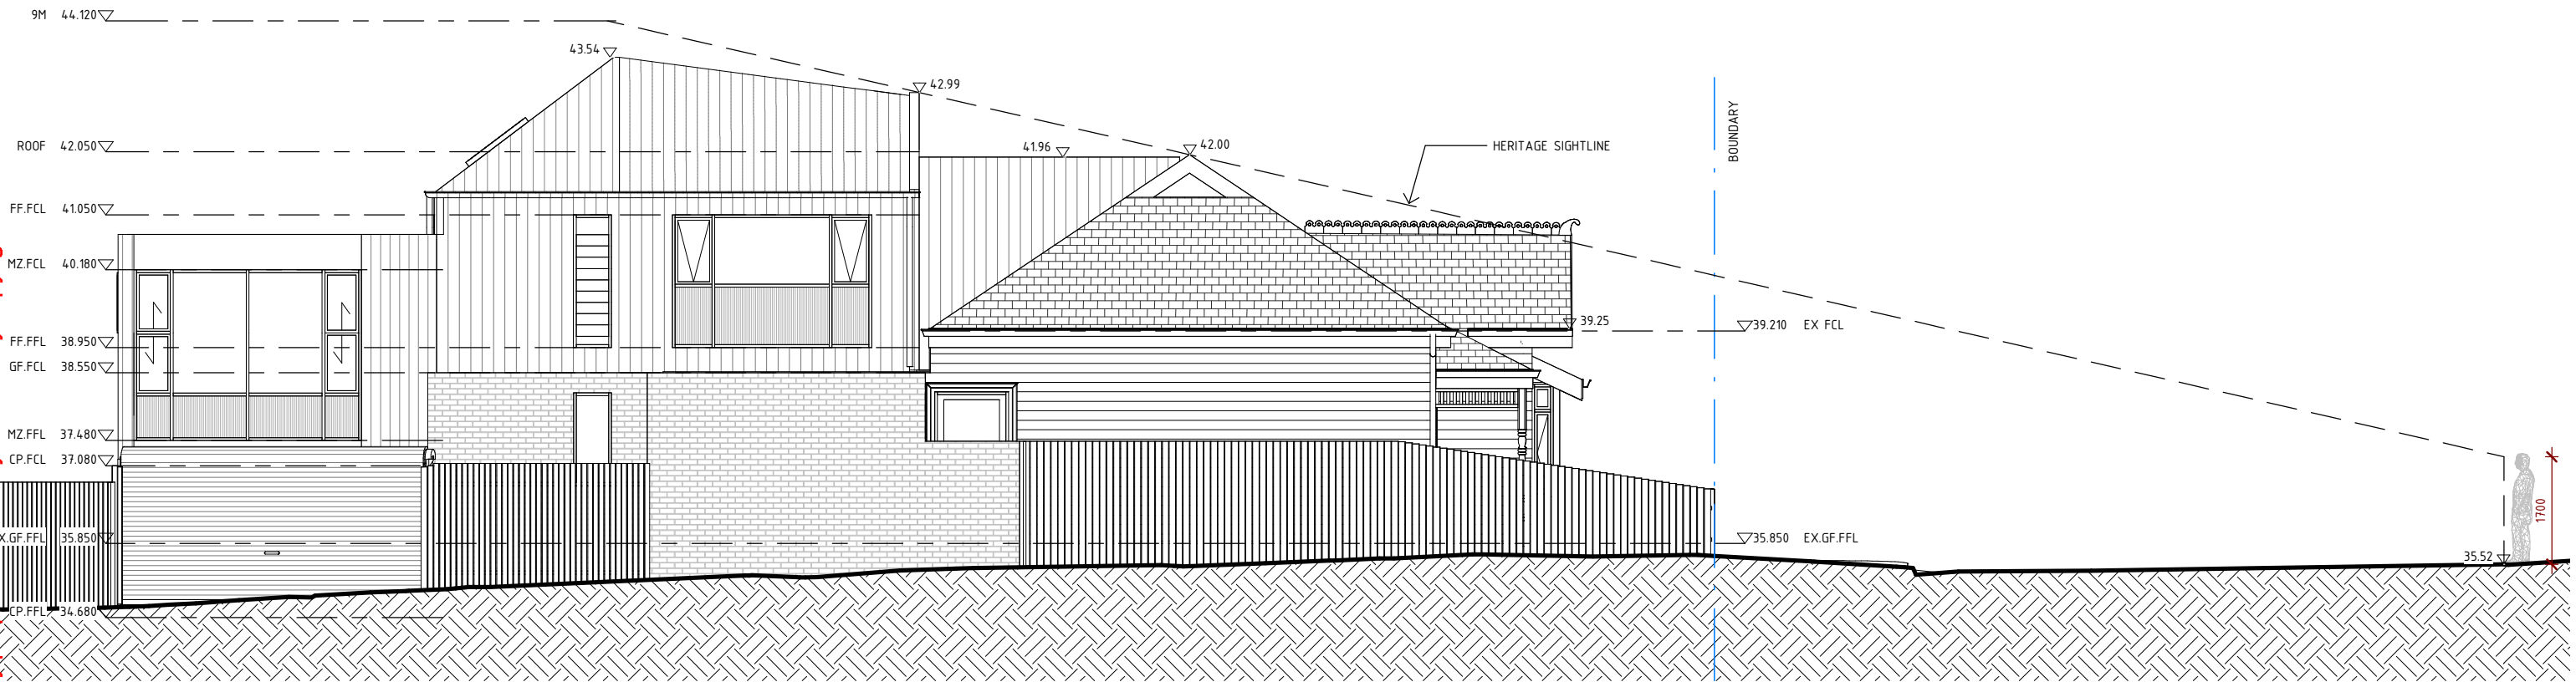 9M 44.120
43.54
42.99
BOUNDARY
ROOF 42.050
41.96
42.00
HERITAGE SIGHTLINE
FF.FCL 41.050
MZ.FCL 40.180
39.25
39.210 EX FCL
FF.FFL 38.950
GF.FCL 38.550
MZ.FFL 37.480
CP.FCL 37.080
1700
X.GF.FFL 35.850
35.850 EX.GF.FFL
35.52
CP.FFL 34.680